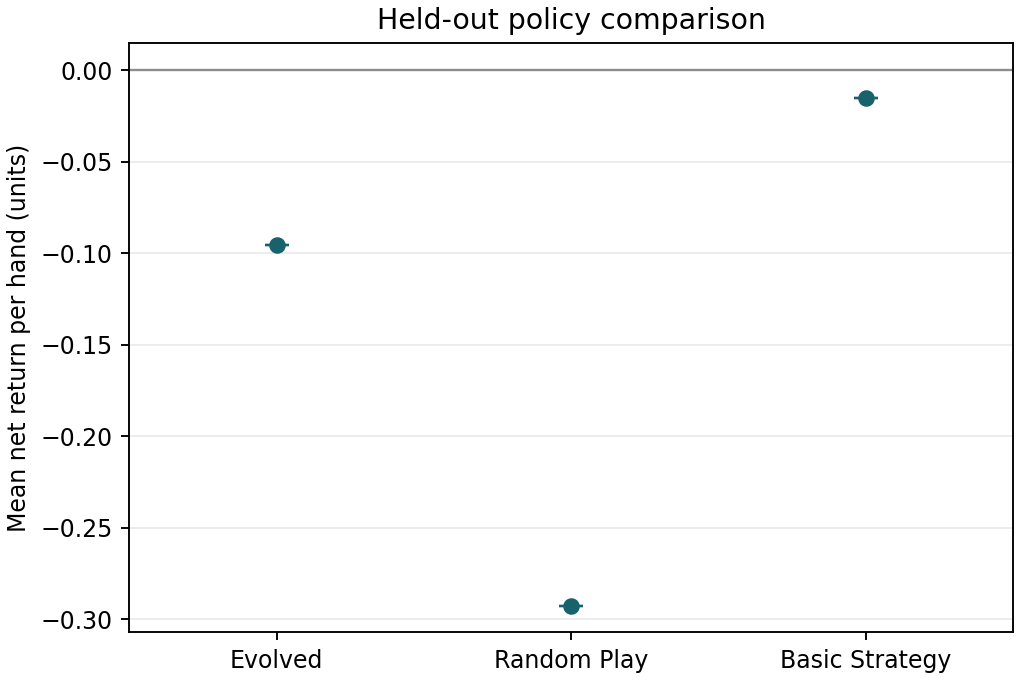 Held-out policy comparison
Mean net return per hand (units)
0.00
−0.05
−0.10
−0.15
−0.20
−0.25
−0.30
Evolved
Random Play
Basic Strategy